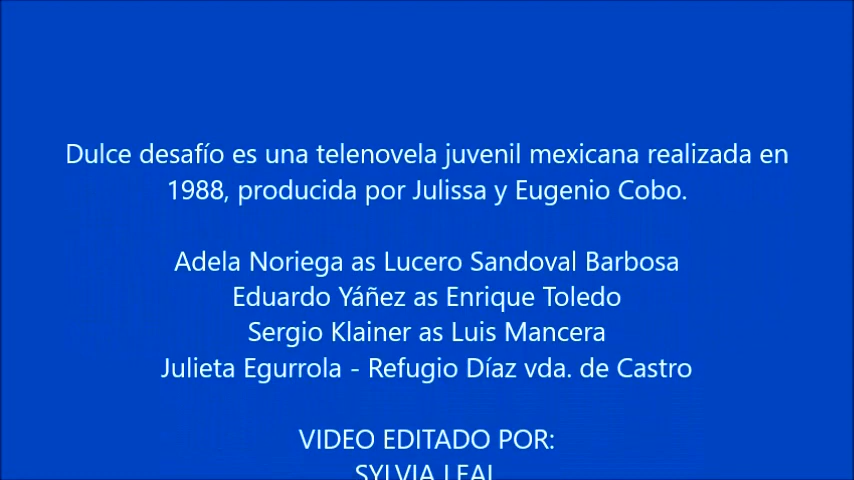 Dulce desafío es una telenovela juvenil mexicana realizada en
1988, producida por Julissa y Eugenio Cobo.
Adela Noriega as Lucero Sandoval Barbosa
Eduardo Yáñez as Enrique Toledo
Sergio Klainer as Luis Mancera
Julieta Egurrola - Refugio Díaz vda. de Castro
VIDEO EDITADO POR:
SYLVIA LEAL